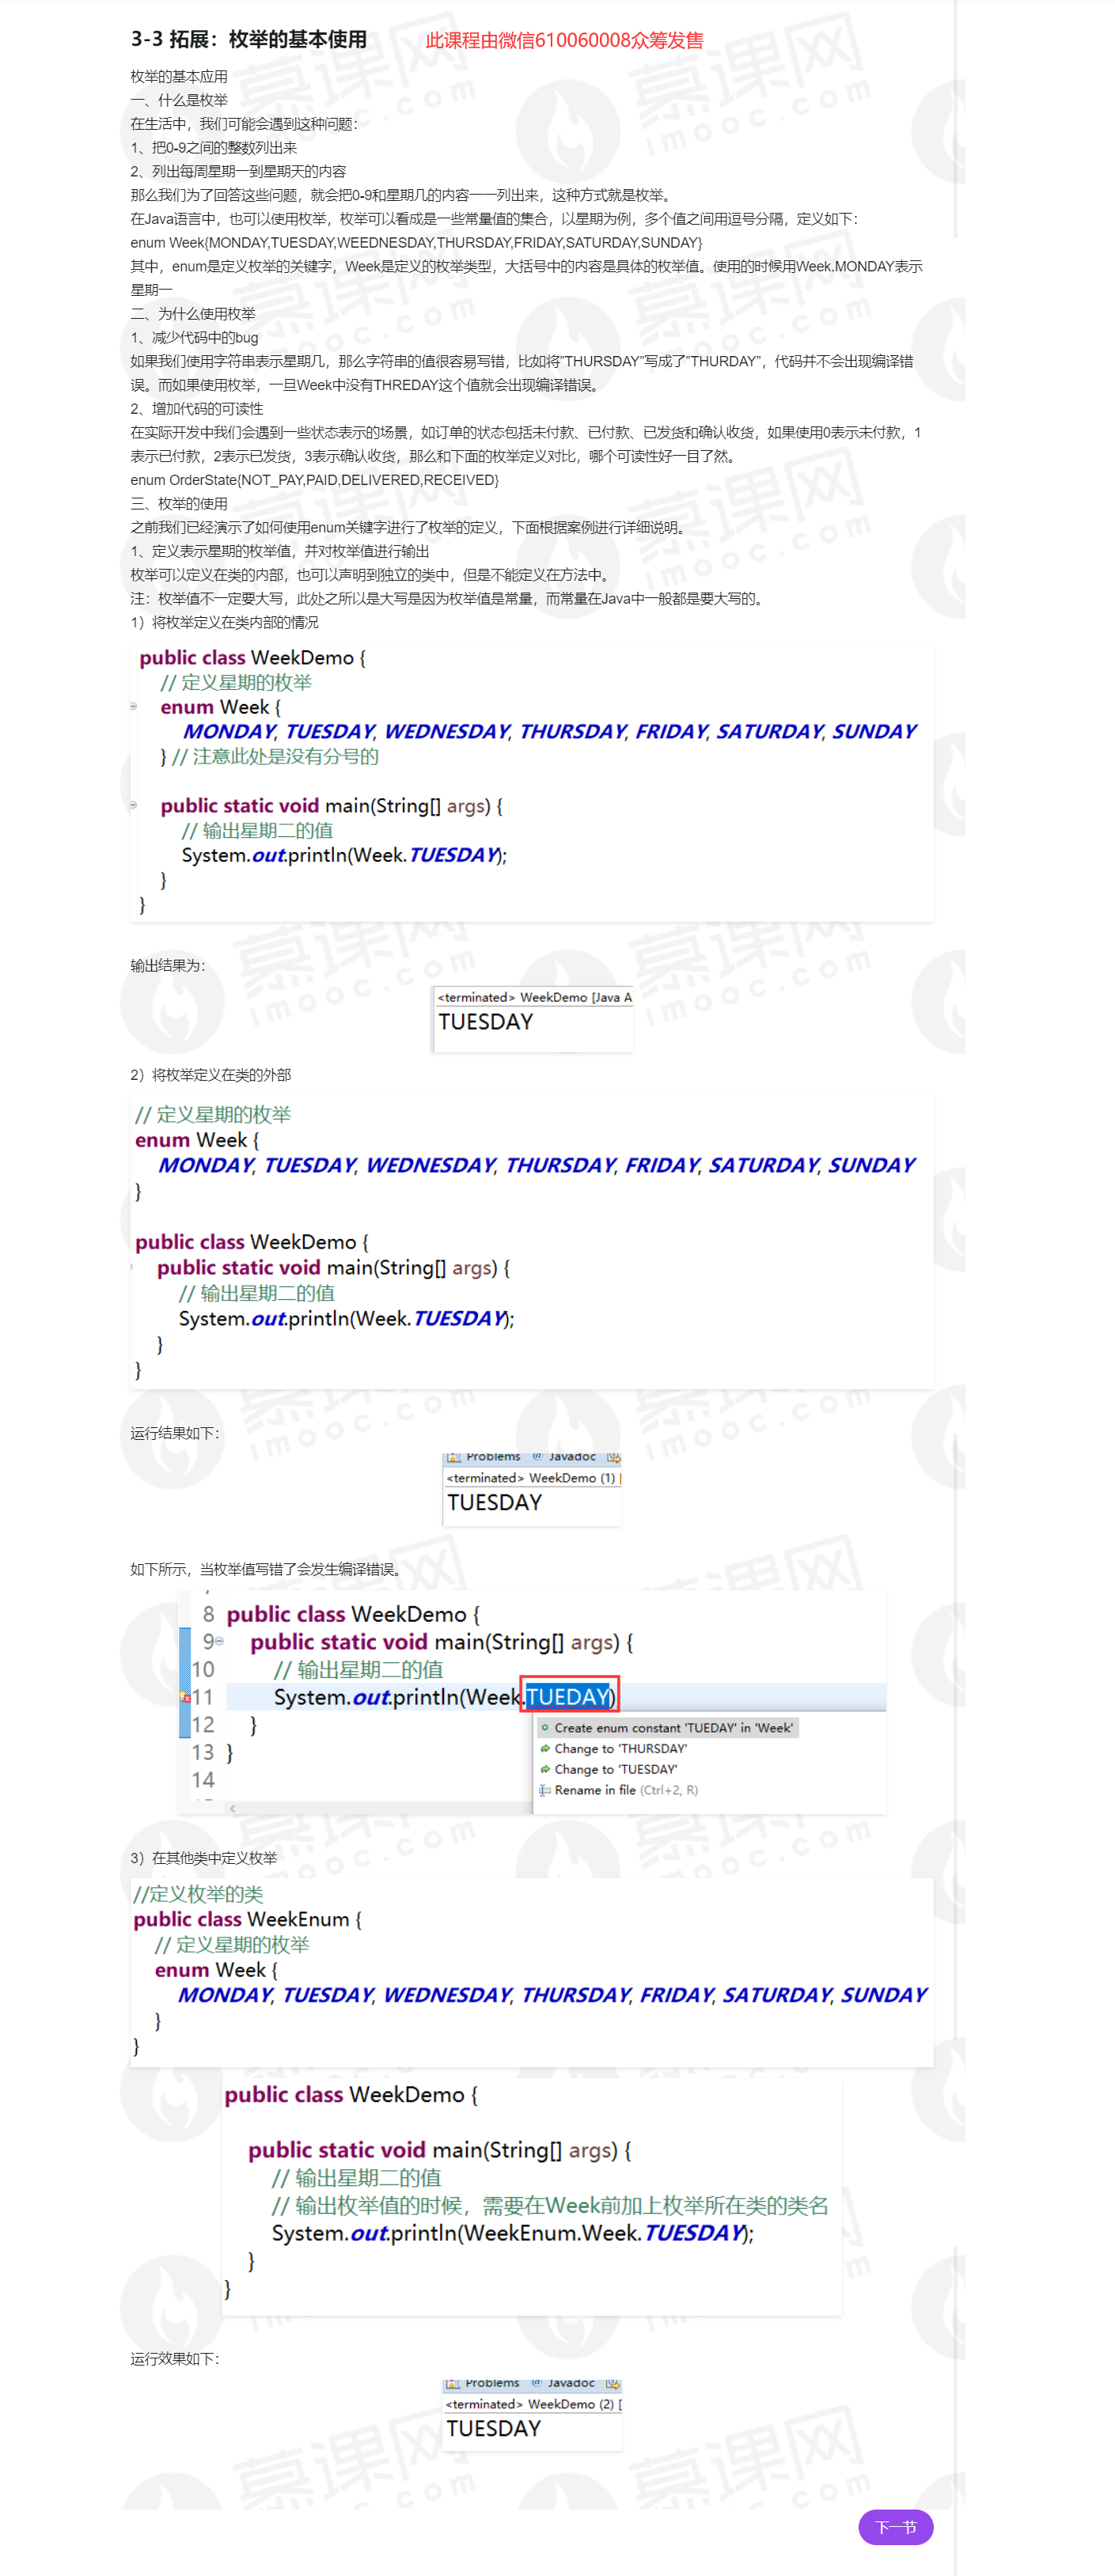 3-3 拓展：枚举的基本使用
此课程由微信610060008众筹发售
枚举的基本应用
一、什么是枚举
在生活中，我们可能会遇到这种问题：
1、把0-9之间的整数列出来
2、列出每周星期一到星期天的内容
那么我们为了回答这些问题，就会把0-9和星期几的内容一一列出来，这种方式就是枚举。
在Java语言中，也可以使用枚举，枚举可以看成是一些常量值的集合，以星期为例，多个值之间用逗号分隔，定义如下：
enum Week{MONDAY,TUESDAY,WEEDNESDAY,THURSDAY,FRIDAY,SATURDAY,SUNDAY}
其中，enum是定义枚举的关键字，Week是定义的枚举类型，大括号中的内容是具体的枚举值。使用的时候用Week.MONDAY表示
星期一
二、为什么使用枚举
1、减少代码中的bug
如果我们使用字符串表示星期几，那么字符串的值很容易写错，比如将"THURSDAY"写成了"THURDAY"，代码并不会出现编译错
误。而如果使用枚举，一旦Week中没有THREDAY这个值就会出现编译错误。
2、增加代码的可读性
在实际开发中我们会遇到一些状态表示的场景，如订单的状态包括未付款、已付款、已发货和确认收货，如果使用0表示未付款，1
表示已付款，2表示已发货，3表示确认收货，那么和下面的枚举定义对比，哪个可读性好一目了然。
enum OrderState{NOT_PAY,PAID,DELIVERED,RECEIVED}
三、枚举的使用
之前我们已经演示了如何使用enum关键字进行了枚举的定义，下面根据案例进行详细说明。
1、定义表示星期的枚举值，并对枚举值进行输出
枚举可以定义在类的内部，也可以声明到独立的类中，但是不能定义在方法中。
注：枚举值不一定要大写，此处之所以是大写是因为枚举值是常量，而常量在Java中一般都是要大写的。
1）将枚举定义在类内部的情况
public class WeekDemo {
// 定义星期的枚举
enum Week {
MONDAY, TUESDAY, WEDNESDAY, THURSDAY, FRIDAY, SATURDAY, SUNDAY
} // 注意此处是没有分号的
public static void main(String[] args) {
// 输出星期二的值
System.out.println(Week.TUESDAY);
}
}
输出结果为：
<terminated> WeekDemo [Java A
TUESDAY
2）将枚举定义在类的外部
// 定义星期的枚举
enum Week {
MONDAY, TUESDAY, WEDNESDAY, THURSDAY, FRIDAY, SATURDAY, SUNDAY
}
public class WeekDemo {
public static void main(String[] args) {
// 输出星期二的值
System.out.println(Week.TUESDAY);
}
}
运行结果如下：
Problems @ Javadoc
<terminated> WeekDemo (1) [
TUESDAY
如下所示，当枚举值写错了会发生编译错误。
8 public class WeekDemo {
9 public static void main(String[] args) {
10 // 输出星期二的值
11 System.out.println(Week.TUEDAY)
12 }
13 }
14
Create enum constant 'TUEDAY' in 'Week'
Change to 'THURSDAY'
Change to 'TUESDAY'
Rename in file (Ctrl+2, R)
3）在其他类中定义枚举
//定义枚举的类
public class WeekEnum {
// 定义星期的枚举
enum Week {
MONDAY, TUESDAY, WEDNESDAY, THURSDAY, FRIDAY, SATURDAY, SUNDAY
}
}
public class WeekDemo {
public static void main(String[] args) {
// 输出星期二的值
// 输出枚举值的时候，需要在Week前加上枚举所在类的类名
System.out.println(WeekEnum.Week.TUESDAY);
}
}
运行效果如下：
Problems @ Javadoc
<terminated> WeekDemo (2) [
TUESDAY
下一节
慕课网
imooc.com